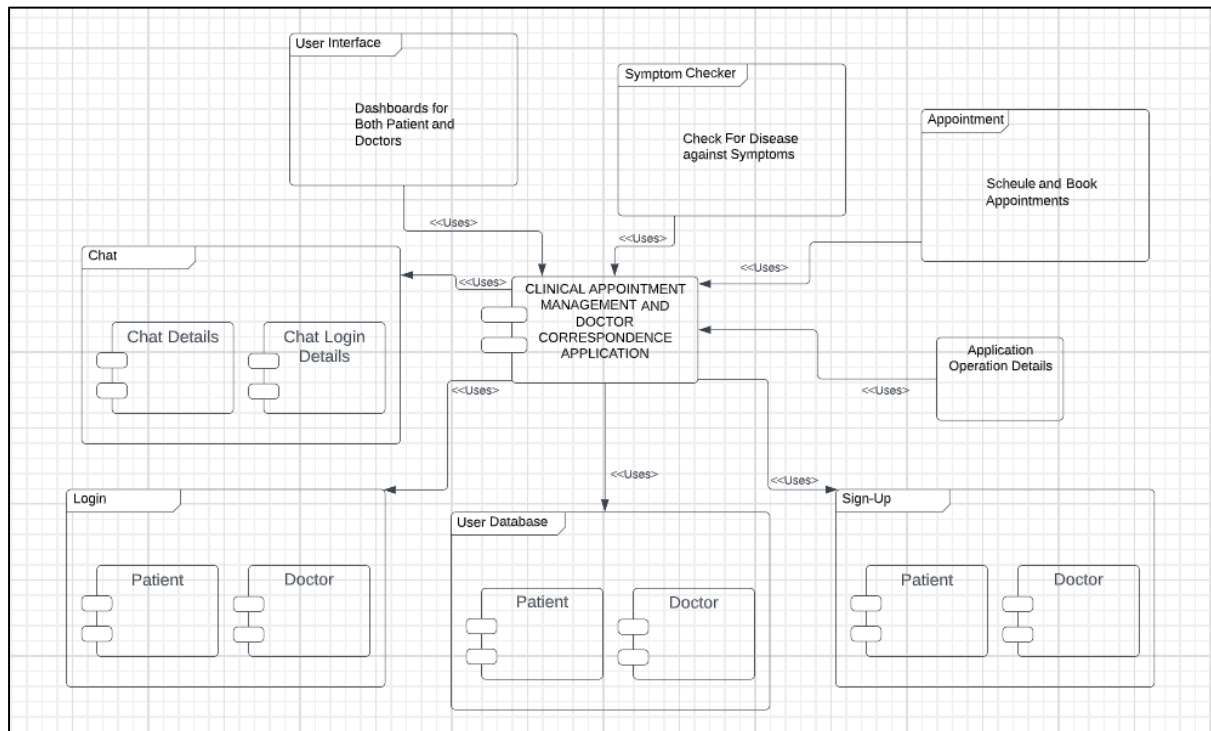 User Interface
Dashboards for
Both Patient and
Doctors
<<Uses>
Symptom Checker
Check For Disease
against Symptoms
<<Uses>
Appointment
Scheule and Book
Appointments
<<Uses>
Chat
Chat Details
Chat Login
Details
<<Uses>
CLINICAL APPOINTMENT
MANAGEMENT AND
DOCTOR
CORRESPONDENCE
APPLICATION
Application
Operation Details
<<Uses>
<<Uses>
<<Uses>
<<Uses>
Login
Patient
Doctor
User Database
Patient
Doctor
Sign-Up
Patient
Doctor